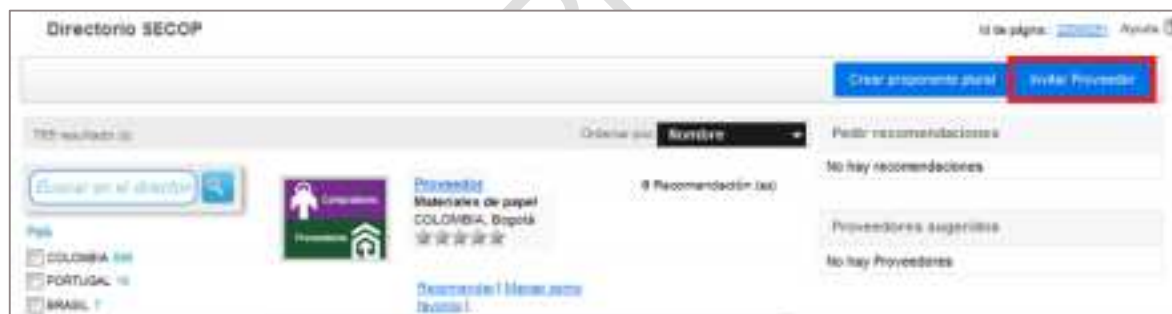 Directorio SECOP
Id de página: Ayuda
Crear proponente plural
Invitar Proveedor
resultado (s)
Ordenar por: Nombre
Pedir recomendaciones
No hay recomendaciones
Buscar en el director
Compradores
Proveedores
Proveedor
Materiales de papel
COLOMBIA, Bogotá
0 Recomendación (es)
Proveedores sugeridos
No hay Proveedores
País
COLOMBIA
PORTUGAL
BRASIL 7
Recomendar | Marcar como
favorito |